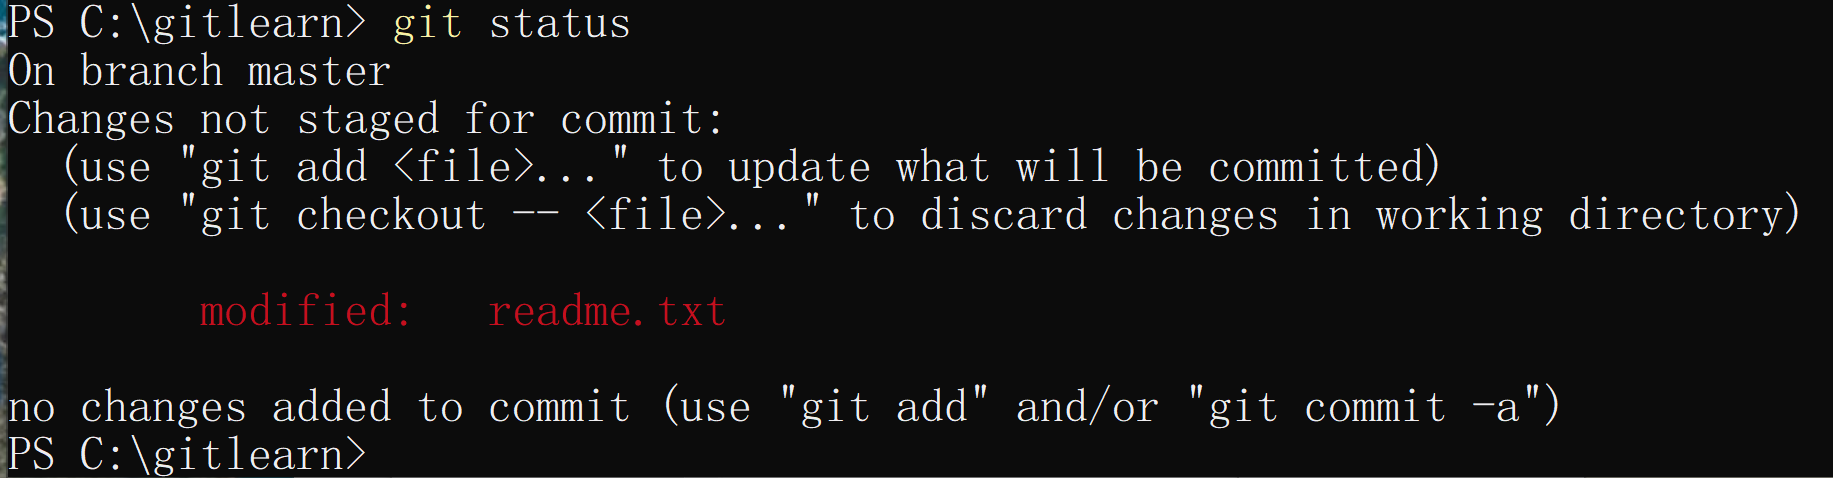 PS C:\gitlearn> git status
On branch master
Changes not staged for commit:
  (use "git add <file>..." to update what will be committed)
  (use "git checkout -- <file>..." to discard changes in working directory)

        modified:   readme.txt

no changes added to commit (use "git add" and/or "git commit -a")
PS C:\gitlearn>